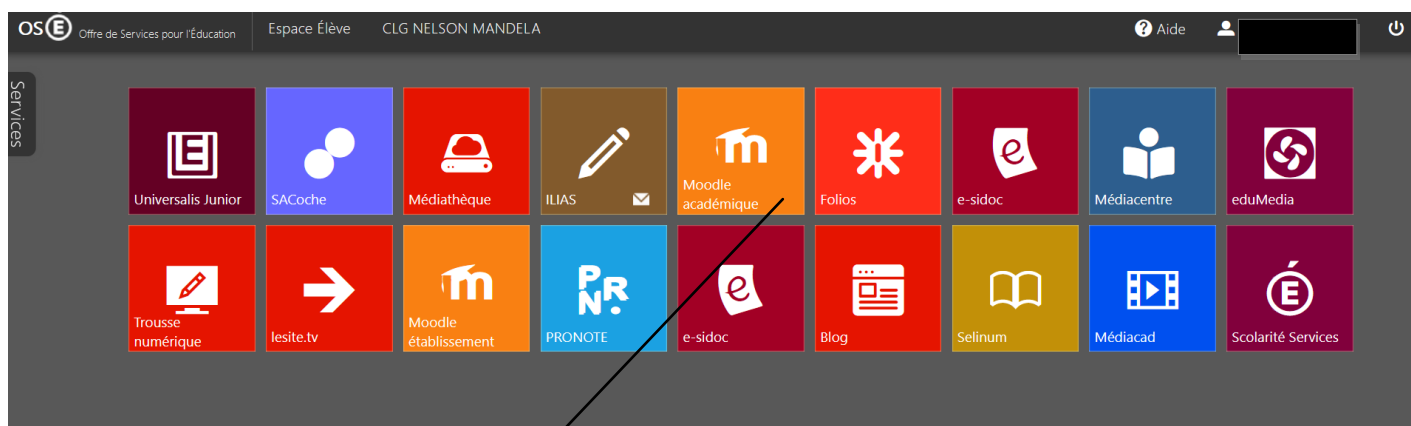 OSÉ Offre de Services pour l'Éducation Espace Élève CLG NELSON MANDELA ? Aide
Services
Universalis Junior SACoche Médiathèque ILIAS Moodle académique Folios e-sidoc Médiacentre eduMedia
Trousse numérique lesite.tv Moodle établissement PRONOTE e-sidoc Blog Selinum Médiacad Scolarité Services